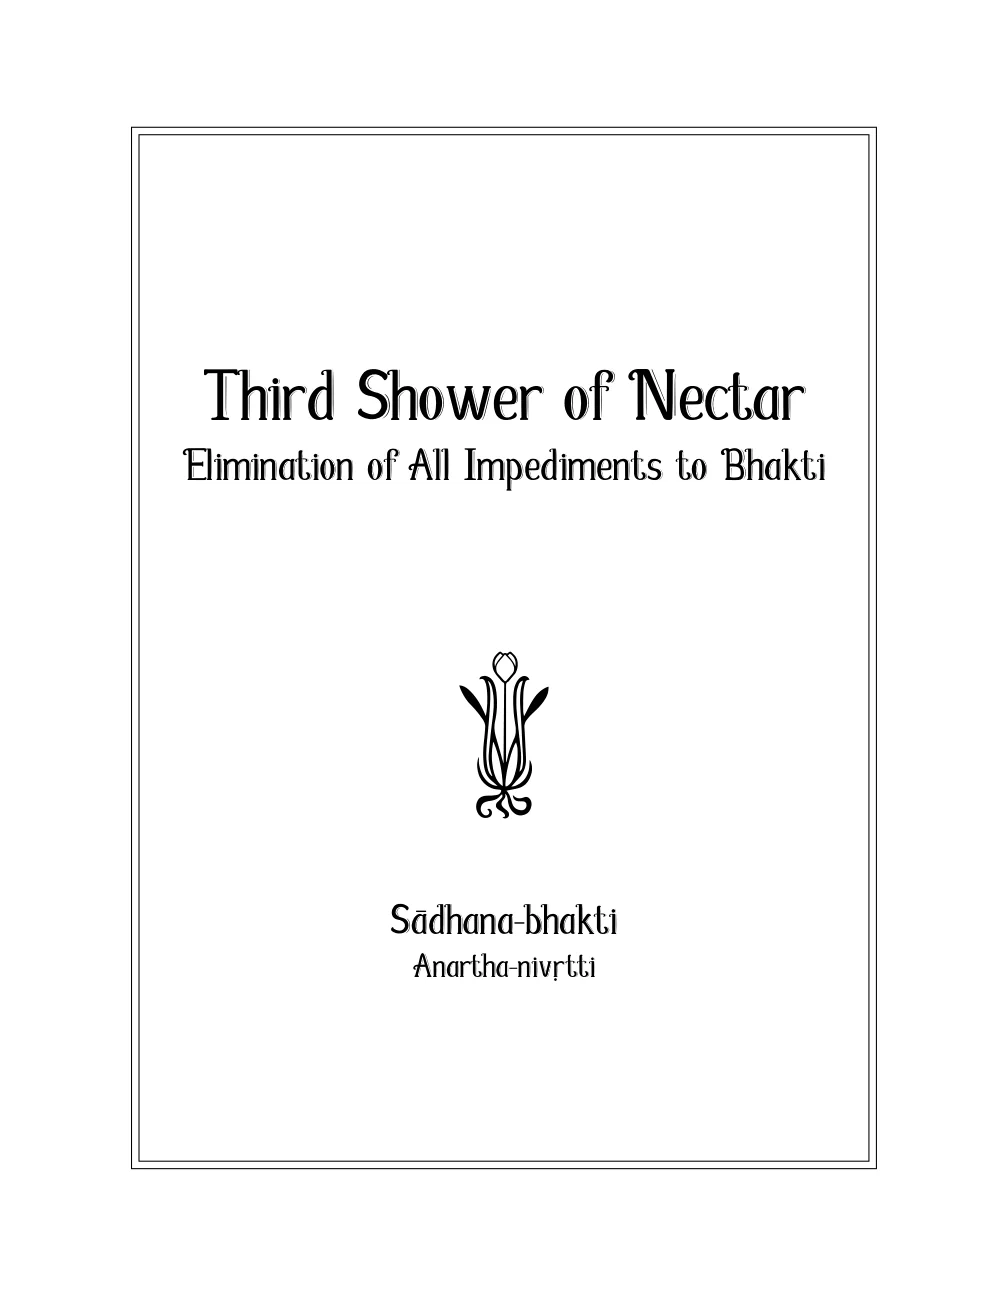 Third Shower of Nectar
Elimination of All Impediments to Bhakti
Sādhana-bhakti
Anartha-nivṛtti